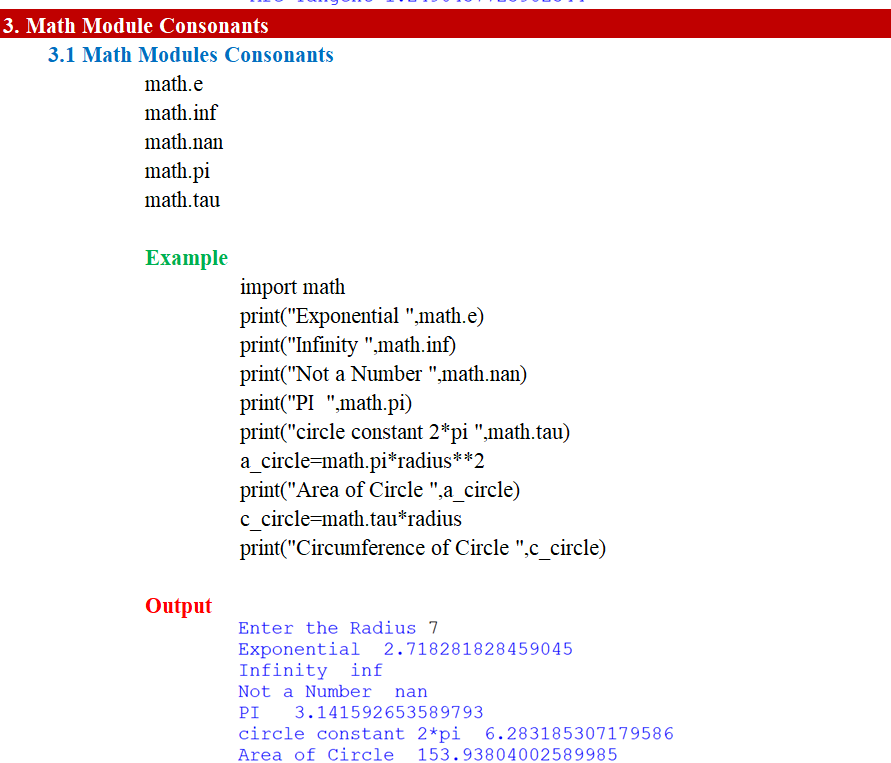 3. Math Module Consonants
3.1 Math Modules Consonants
math.e
math.inf
math.nan
math.pi
math.tau
Example
import math
print("Exponential ",math.e)
print("Infinity ",math.inf)
print("Not a Number ",math.nan)
print("PI  ",math.pi)
print("circle constant 2*pi ",math.tau)
a_circle=math.pi*radius**2
print("Area of Circle ",a_circle)
c_circle=math.tau*radius
print("Circumference of Circle ",c_circle)
Output
Enter the Radius 7
Exponential  2.718281828459045
Infinity  inf
Not a Number  nan
PI   3.141592653589793
circle constant 2*pi  6.283185307179586
Area of Circle  153.93804002589985